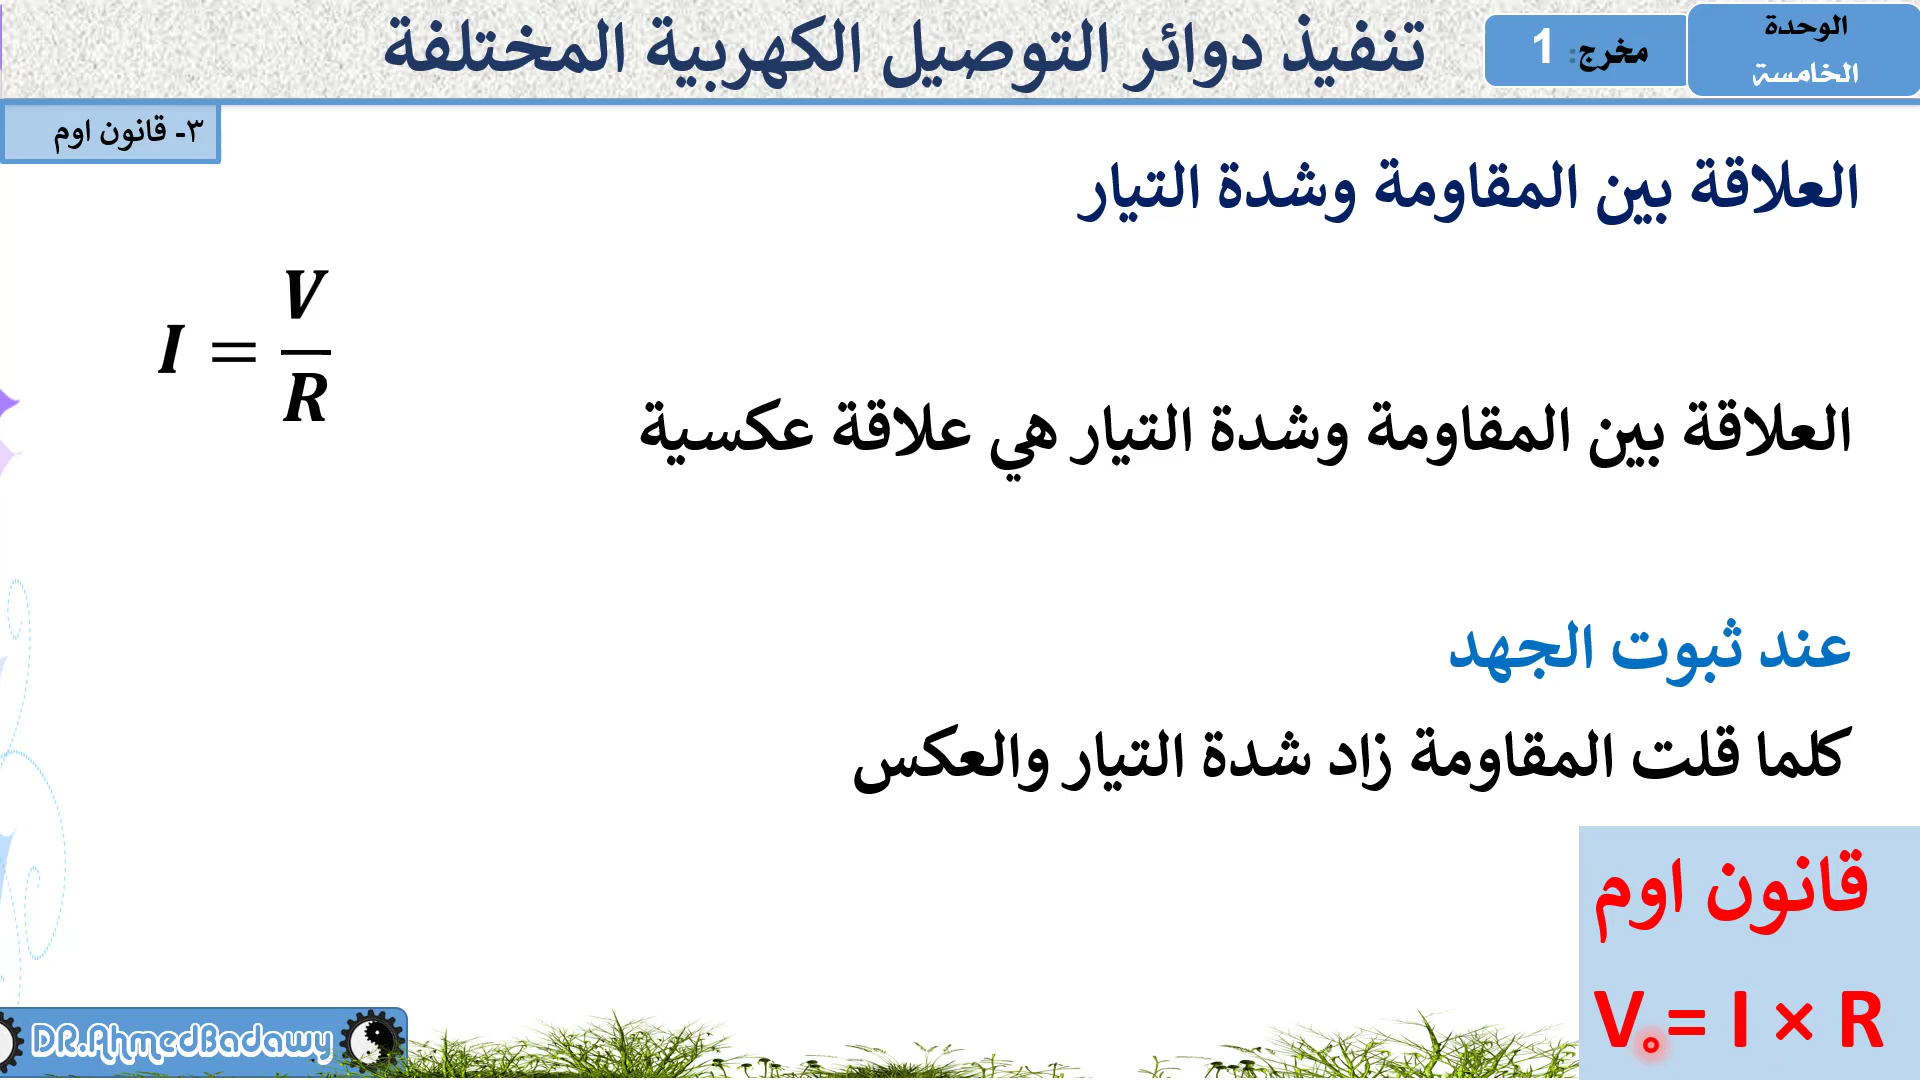 الوحدة
الخامسة
مخرج: 1
تنفيذ دوائر التوصيل الكهربية المختلفة
٣- قانون اوم
العلاقة بين المقاومة وشدة التيار
I = V/R
العلاقة بين المقاومة وشدة التيار هي علاقة عكسية
عند ثبوت الجهد
كلما قلت المقاومة زاد شدة التيار والعكس
قانون اوم
V = I × R
DR.AhmedBadawy